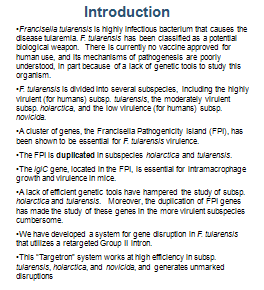 Introduction
•Francisella tularensis is highly infectious bacterium that causes the
disease tularemia. F. tularensis has been classified as a potential
biological weapon.  There is currently no vaccine approved for
human use, and its mechanisms of pathogenesis are poorly
understood, in part because of a lack of genetic tools to study this
organism.
•F. tularensis is divided into several subspecies, including the highly
virulent (for humans) subsp. tularensis, the moderately virulent
subsp. holarctica, and the low virulence (for humans) subsp.
novicida.
•A cluster of genes, the Francisella Pathogenicity Island (FPI), has
been shown to be essential for F. tularensis virulence.
•The FPI is duplicated in subspecies holarctica and tularensis.
•The iglC gene, located in the FPI, is essential for intramacrophage
growth and virulence in mice.
•A lack of efficient genetic tools have hampered the study of subsp.
holarctica and tularensis.  Moreover, the duplication of FPI genes
has made the study of these genes in the more virulent subspecies
cumbersome.
•We have developed a system for gene disruption in F. tularensis
that utilizes a retargeted Group II intron.
•This "Targetron" system works at high efficiency in subsp.
tularensis, holarctica, and novicida, and generates unmarked
disruptions